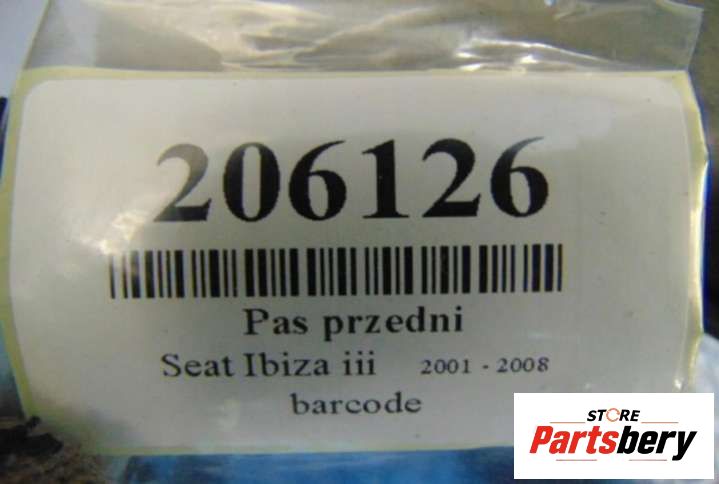 206126
Pas przedni
Seat Ibiza iii 2001 - 2008
barcode
STORE
Partsbery